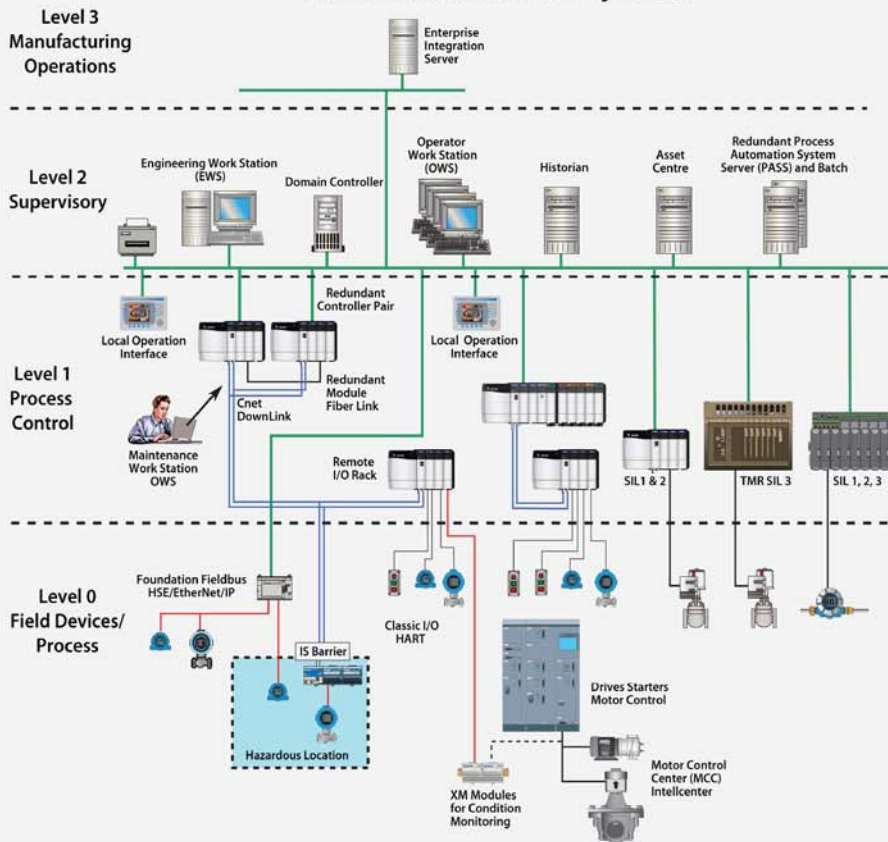 Level 3
Manufacturing
Operations
Enterprise
Integration
Server
Level 2
Supervisory
Engineering Work Station
(EWS)
Domain Controller
Operator
Work Station
(OWS)
Historian
Asset
Centre
Redundant Process
Automation System
Server (PASS) and Batch
Level 1
Process
Control
Local Operation
Interface
Redundant
Controller Pair
Local Operation
Interface
Cnet
DownLink
Redundant
Module
Fiber Link
Maintenance
Work Station
OWS
Remote
I/O Rack
SIL1 & 2
TMR SIL 3
SIL 1, 2, 3
Level 0
Field Devices/
Process
Foundation Fieldbus
HSE/EtherNet/IP
Classic I/O
HART
IS Barrier
Hazardous Location
Drives Starters
Motor Control
XM Modules
for Condition
Monitoring
Motor Control
Center (MCC)
Intellcenter